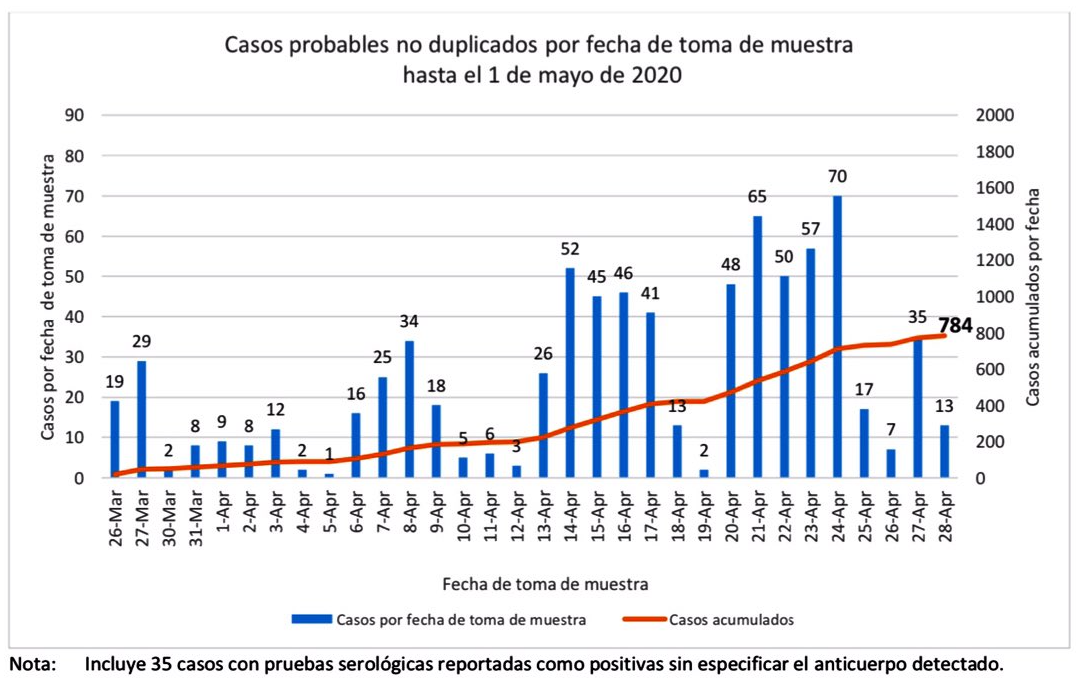 Casos probables no duplicados por fecha de toma de muestra
hasta el 1 de mayo de 2020
Casos por fecha de toma de muestra
90
80
70
60
50
40
30
20
10
0
19
29
2
8
9
8
12
2
1
16
25
34
18
5
6
3
26
52
45
46
41
13
2
48
65
50
57
70
17
7
35
13
784
2000
1800
1600
1400
1200
1000
800
600
400
200
0
Casos acumulados por fecha
26-Mar
27-Mar
30-Mar
31-Mar
1-Apr
2-Apr
3-Apr
4-Apr
5-Apr
6-Apr
7-Apr
8-Apr
9-Apr
10-Apr
11-Apr
12-Apr
13-Apr
14-Apr
15-Apr
16-Apr
17-Apr
18-Apr
19-Apr
20-Apr
21-Apr
22-Apr
23-Apr
24-Apr
25-Apr
26-Apr
27-Apr
28-Apr
Fecha de toma de muestra
Casos por fecha de toma de muestra
Casos acumulados
Nota: Incluye 35 casos con pruebas serológicas reportadas como positivas sin especificar el anticuerpo detectado.